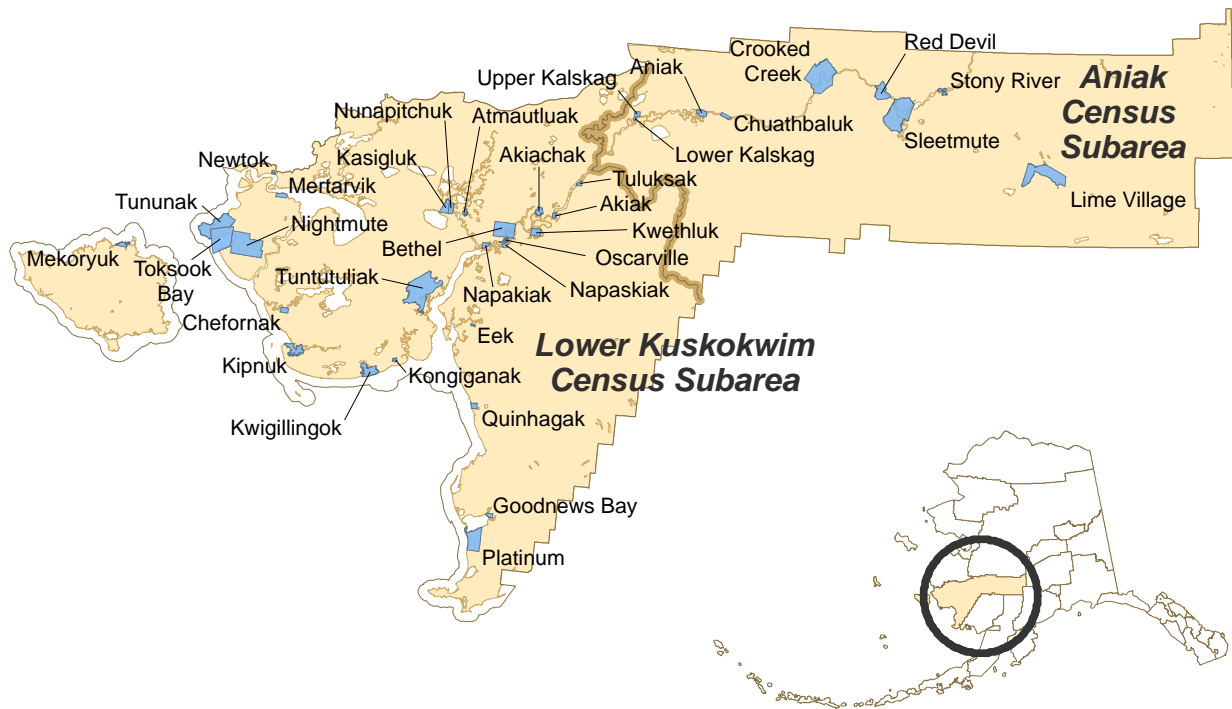 Crooked
Creek
Red Devil
Stony River
Aniak
Census
Subarea
Upper Kalskag
Aniak
Chuathbaluk
Sleetmute
Lower Kalskag
Lime Village
Nunapitchuk
Atmautluak
Kasigluk
Akiachak
Tuluksak
Akiak
Newtok
Mertarvik
Tununak
Nightmute
Bethel
Kwethluk
Oscarville
Mekoryuk
Toksook
Bay
Tuntutuliak
Napakiak
Napaskiak
Chefornak
Eek
Lower Kuskokwim
Census Subarea
Kipnuk
Kongiganak
Kwigillingok
Quinhagak
Goodnews Bay
Platinum